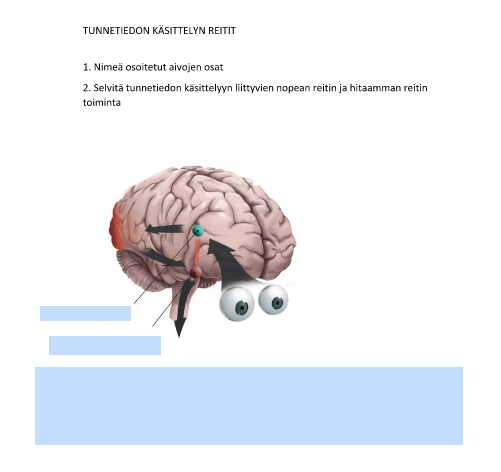 TUNNETIEDON KÄSITTELYN REITIT
1. Nimeä osoitetut aivojen osat
2. Selvitä tunnetiedon käsittelyyn liittyvien nopean reitin ja hitaamman reitin
toiminta